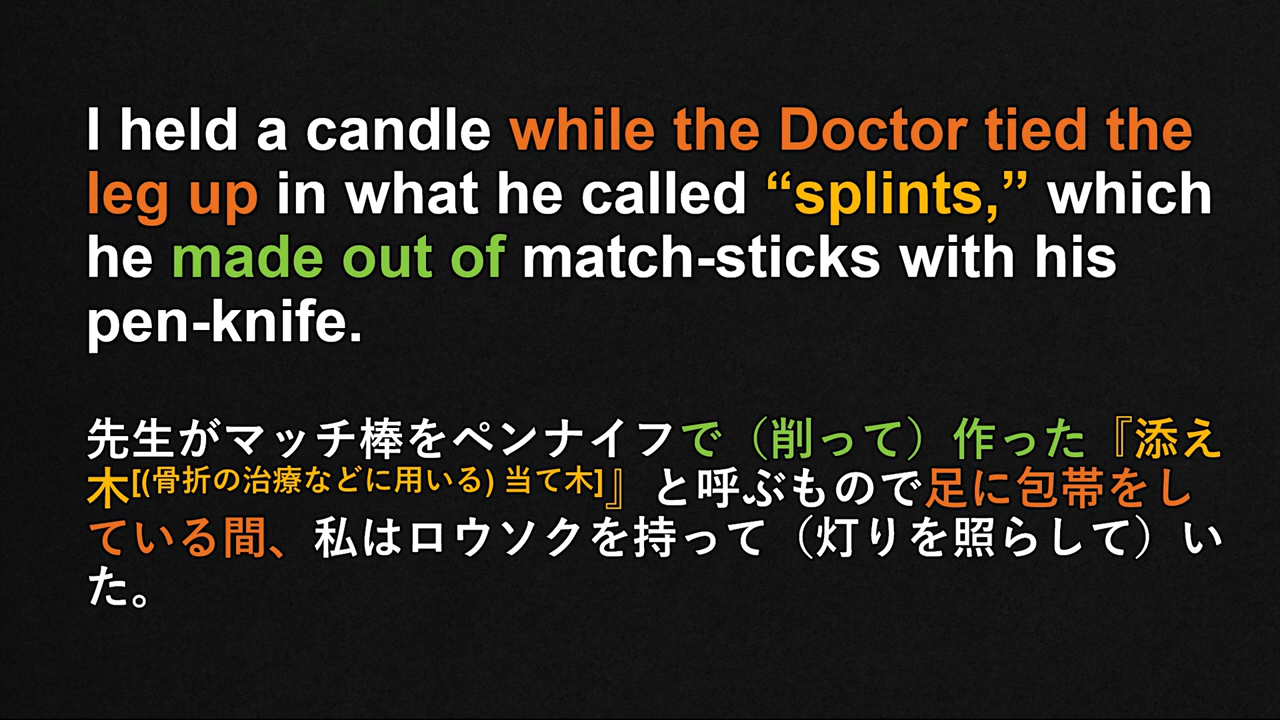 I held a candle while the Doctor tied the
leg up in what he called “splints,” which
he made out of match-sticks with his
pen-knife.
先生がマッチ棒をペンナイフで（削って）作った『添え
木[(骨折の治療などに用いる) 当て木]』と呼ぶもので足に包帯をし
ている間、私はロウソクを持って（灯りを照らして）い
た。